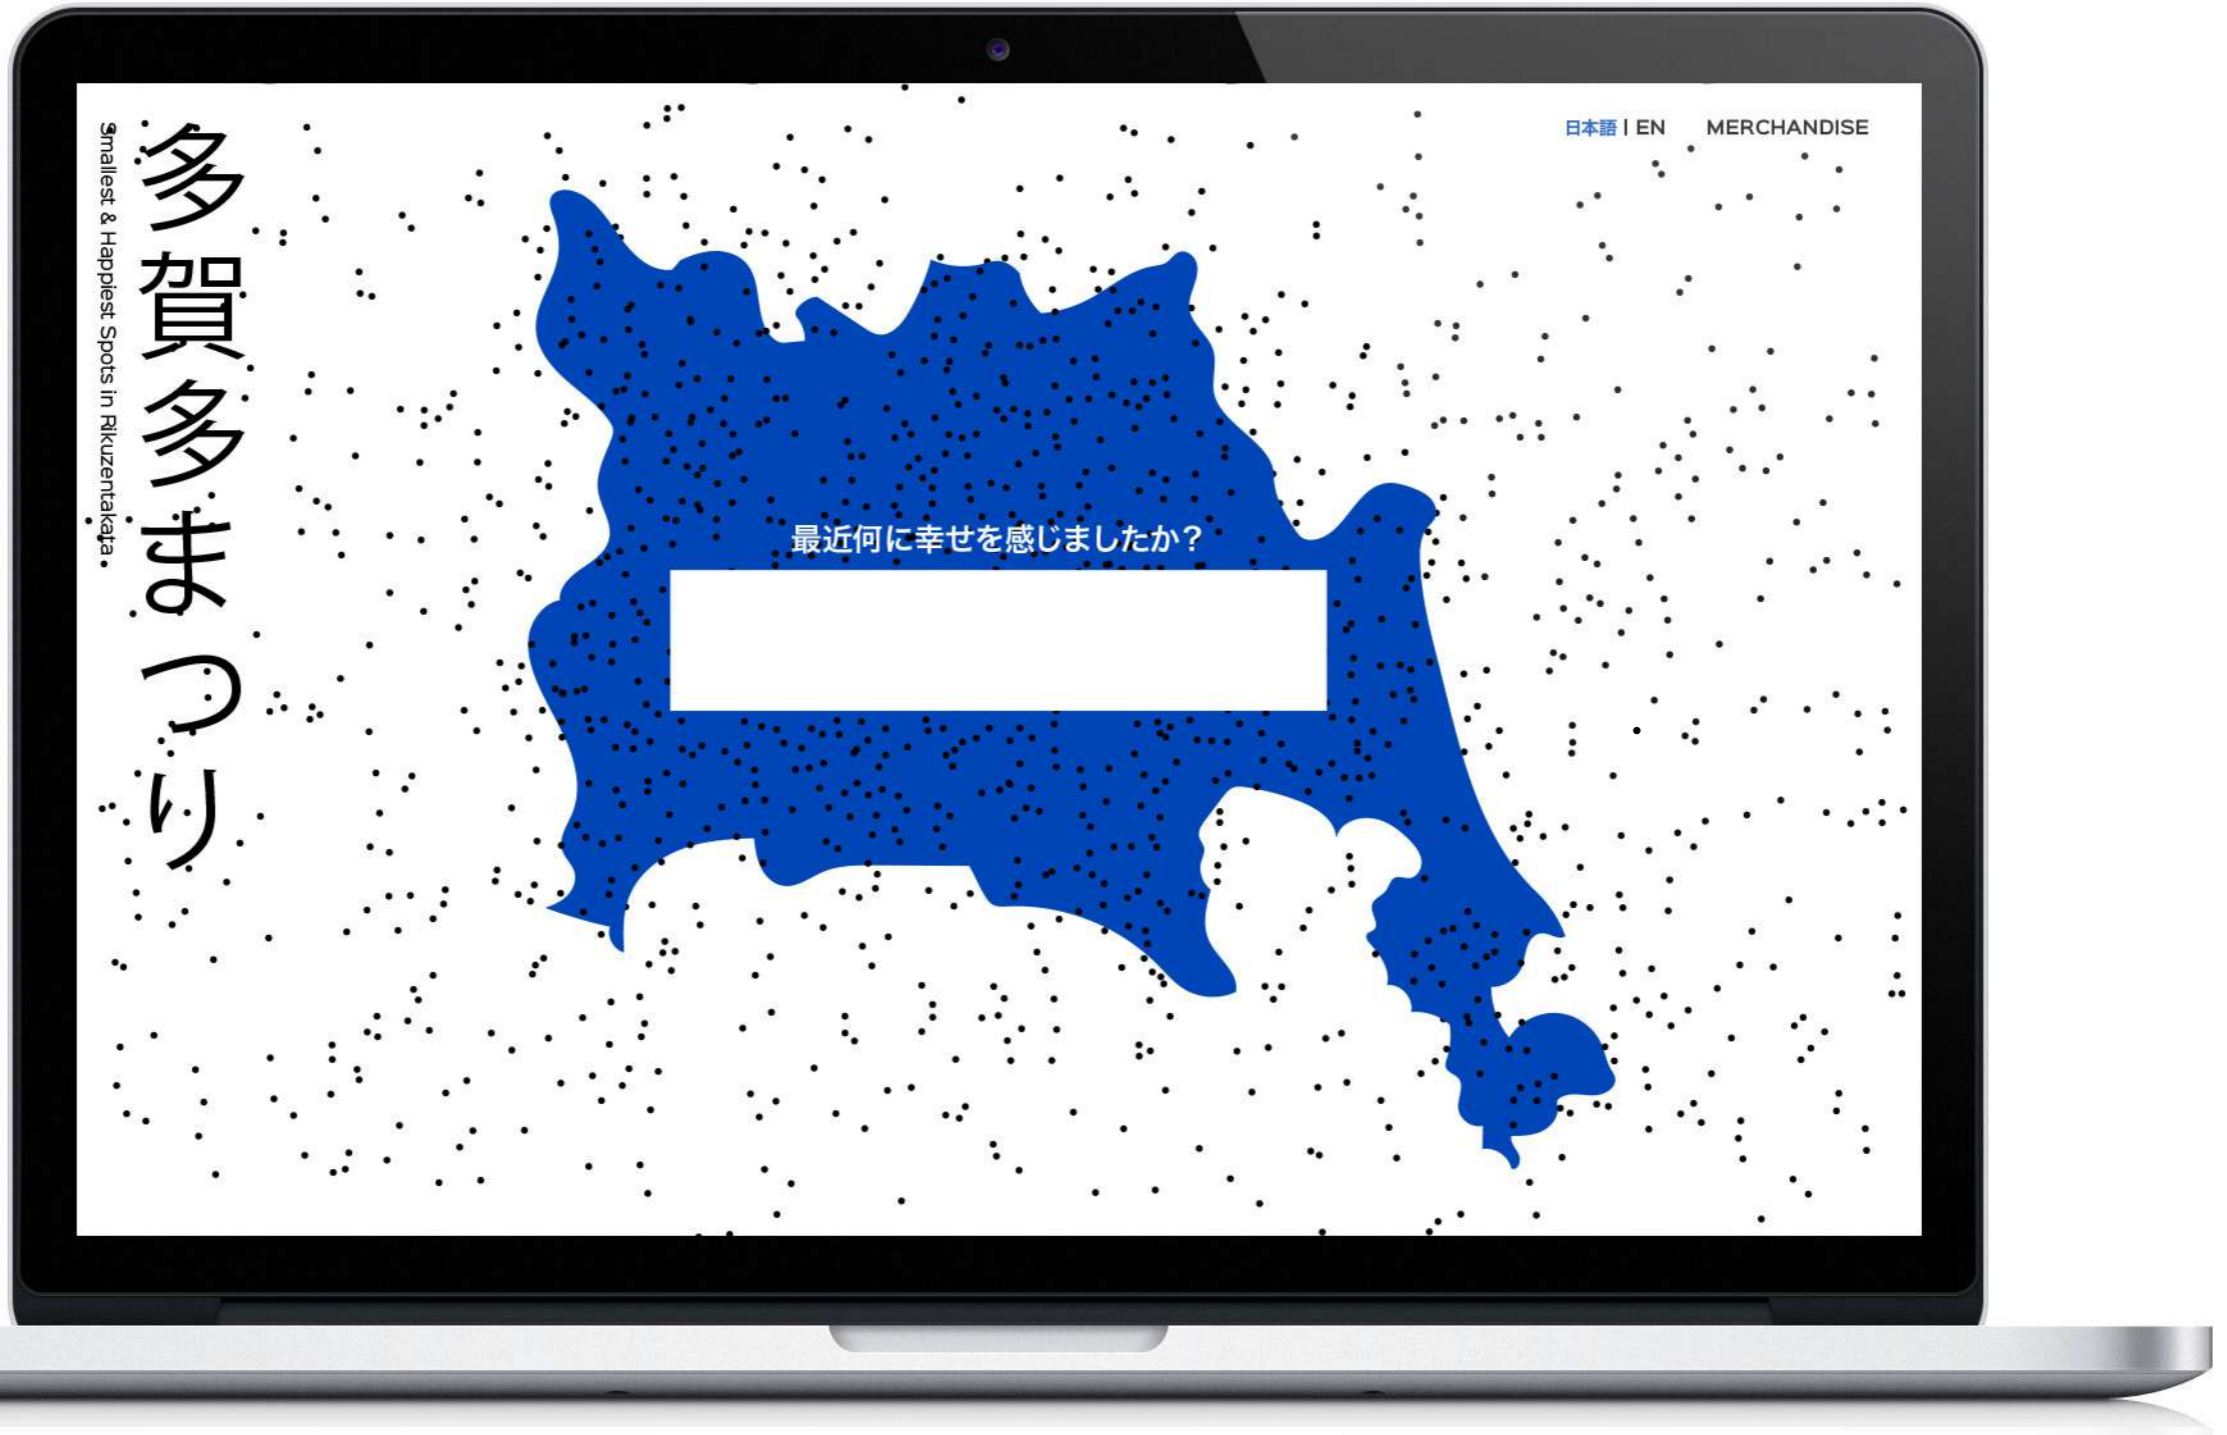 多賀多まつり
Smallest & Happiest Spots in Rikuzentakata
日本語 | EN MERCHANDISE
最近何に幸せを感じましたか？